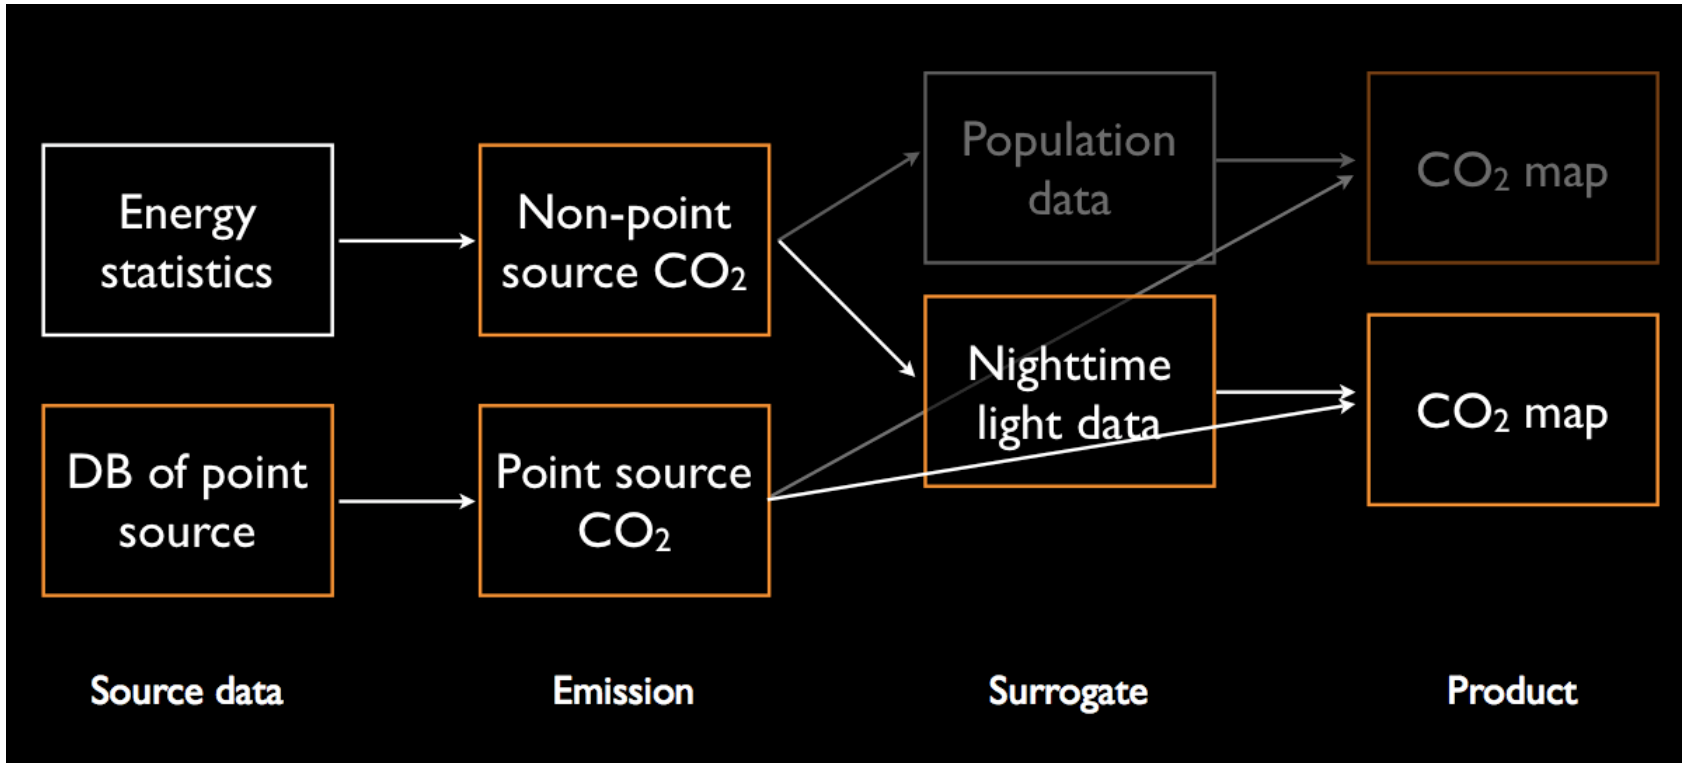 Energy
statistics
Non-point
source CO₂
Population
data
CO₂ map
DB of point
source
Point source
CO₂
Nighttime
light data
CO₂ map
Source data
Emission
Surrogate
Product